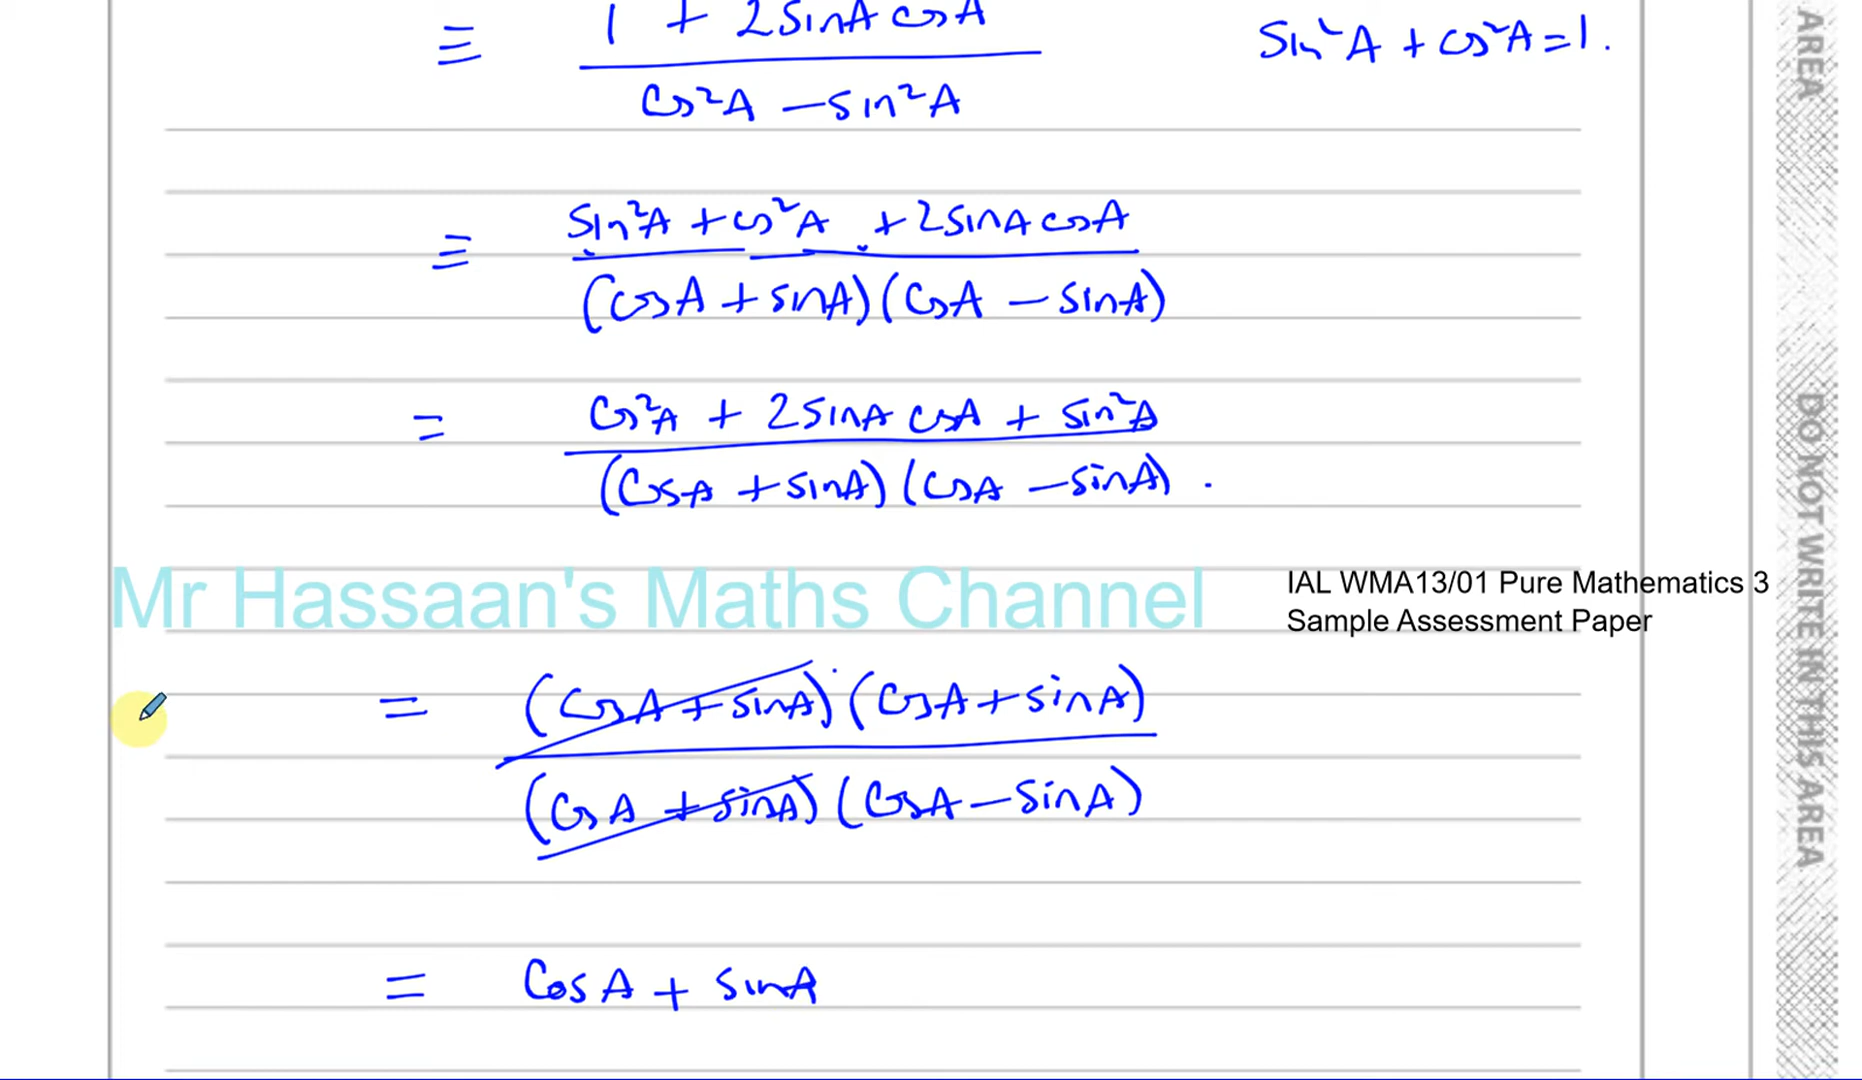 ≡ 1 + 2sinA cosA
cos²A − sin²A
sin²A + cos²A = 1.
≡ sin²A + cos²A + 2sinA cosA
(cosA + sinA)(cosA − sinA)
= cos²A + 2sinA cosA + sin²A
(cosA + sinA)(cosA − sinA).
Mr Hassaan's Maths Channel
IAL WMA13/01 Pure Mathematics 3
Sample Assessment Paper
= (cosA + sinA)(cosA + sinA)
(cosA + sinA)(cosA − sinA)
= cosA + sinA
AREA
DO NOT WRITE IN THIS AREA